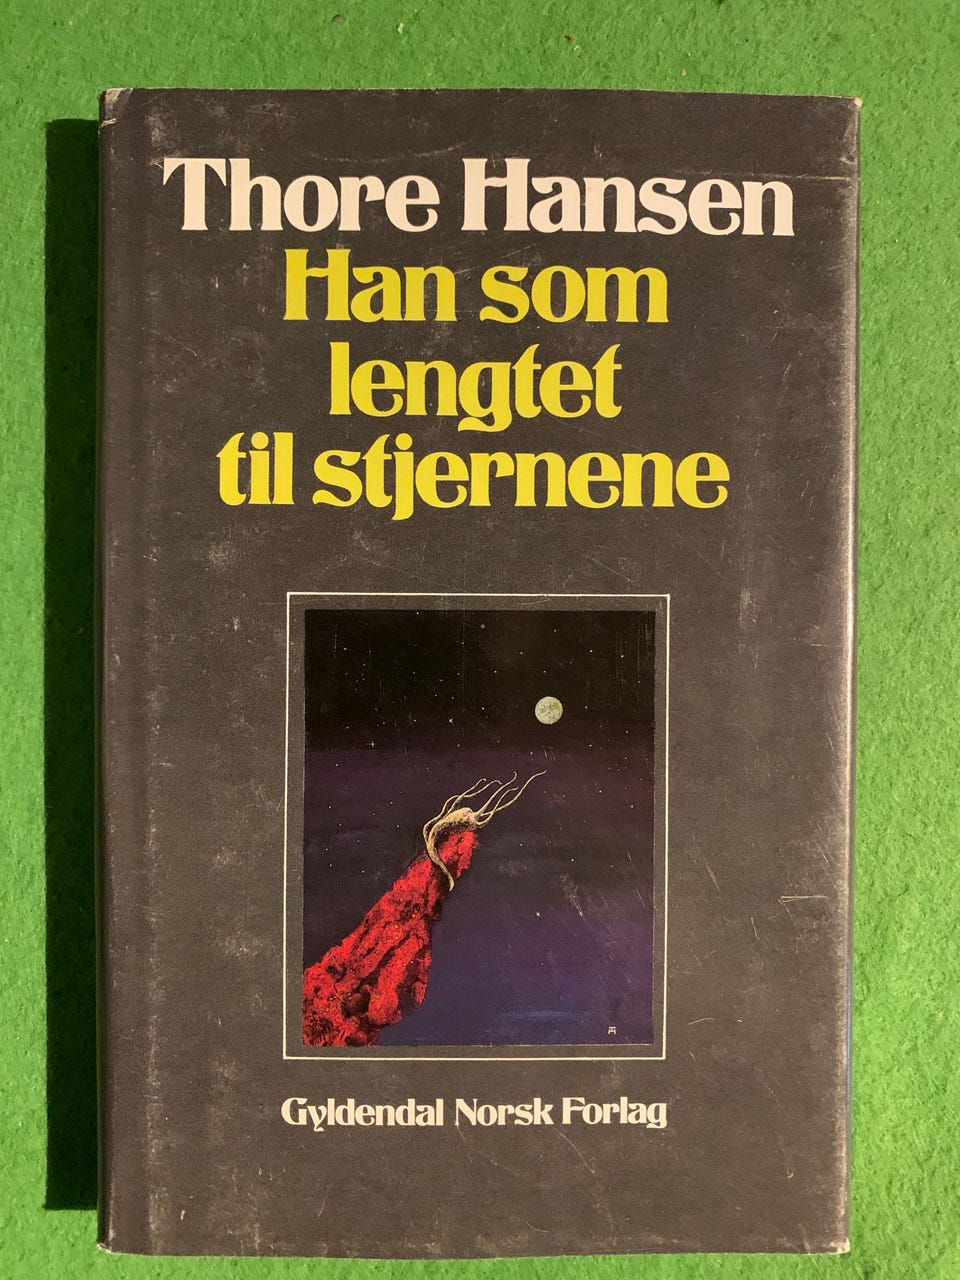 Thore Hansen
Han som
lengtet
til stjernene
Gyldendal Norsk Forlag